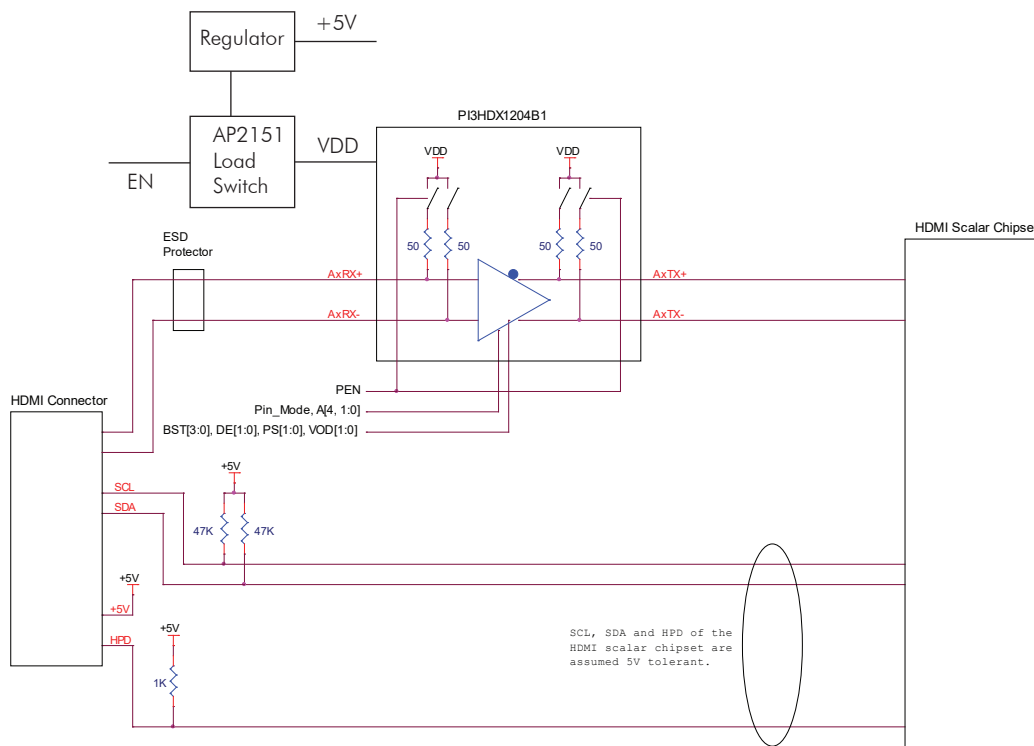 Regulator
+5V
AP2151
Load
Switch
VDD
EN
PI3HDX1204B1
VDD
VDD
50
50
50
50
ESD
Protector
HDMI Scalar Chipse
AxRX+
AxTX+
AxRX-
AxTX-
PEN
Pin_Mode, A[4, 1:0]
BST[3:0], DE[1:0], PS[1:0], VOD[1:0]
HDMI Connector
SCL
SDA
+5V
47K
47K
+5V
+5V
HPD
+5V
1K
SCL, SDA and HPD of the
HDMI scalar chipset are
assumed 5V tolerant.